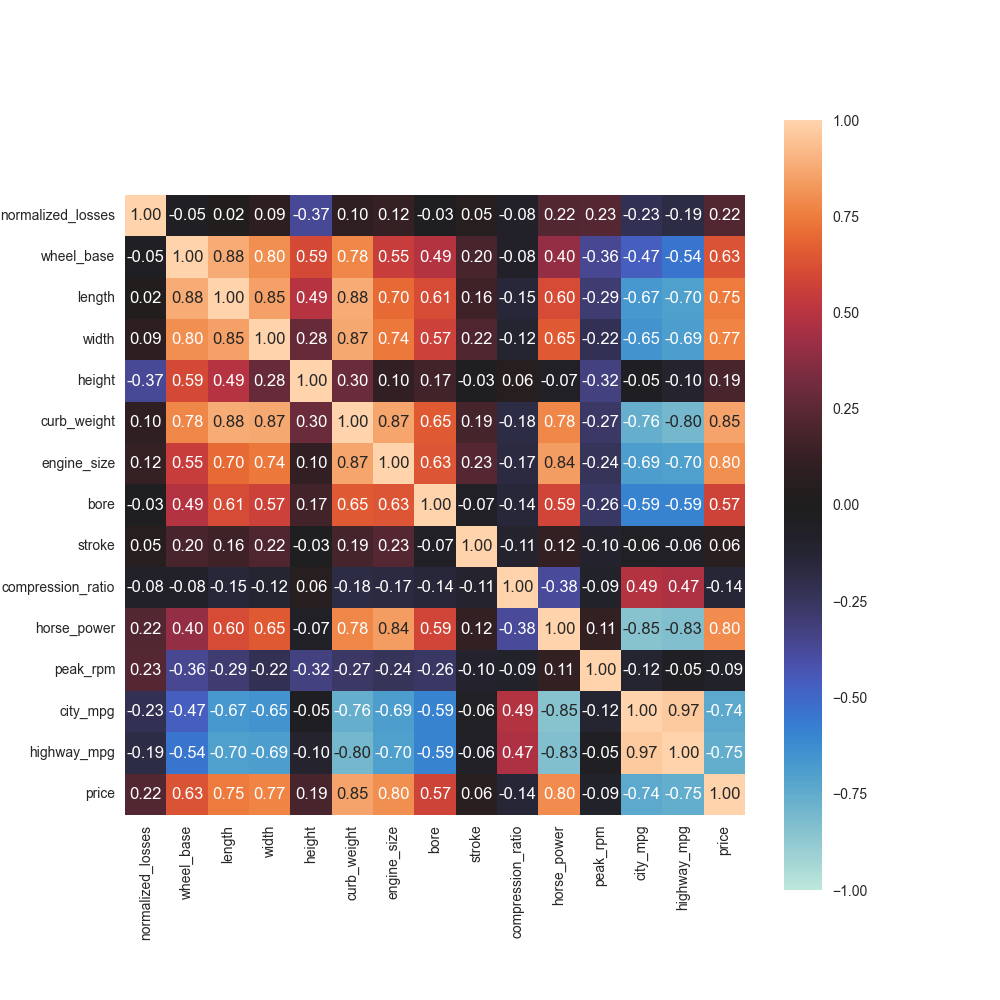 1.00
0.75
0.50
0.25
0.00
−0.25
−0.50
−0.75
−1.00
normalized_losses 1.00 -0.05 0.02 0.09 -0.37 0.10 0.12 -0.03 0.05 -0.08 0.22 0.23 -0.23 -0.19 0.22
wheel_base -0.05 1.00 0.88 0.80 0.59 0.78 0.55 0.49 0.20 -0.08 0.40 -0.36 -0.47 -0.54 0.63
length 0.02 0.88 1.00 0.85 0.49 0.88 0.70 0.61 0.16 -0.15 0.60 -0.29 -0.67 -0.70 0.75
width 0.09 0.80 0.85 1.00 0.28 0.87 0.74 0.57 0.22 -0.12 0.65 -0.22 -0.65 -0.69 0.77
height -0.37 0.59 0.49 0.28 1.00 0.30 0.10 0.17 -0.03 0.06 -0.07 -0.32 -0.05 -0.10 0.19
curb_weight 0.10 0.78 0.88 0.87 0.30 1.00 0.87 0.65 0.19 -0.18 0.78 -0.27 -0.76 -0.80 0.85
engine_size 0.12 0.55 0.70 0.74 0.10 0.87 1.00 0.63 0.23 -0.17 0.84 -0.24 -0.69 -0.70 0.80
bore -0.03 0.49 0.61 0.57 0.17 0.65 0.63 1.00 -0.07 -0.14 0.59 -0.26 -0.59 -0.59 0.57
stroke 0.05 0.20 0.16 0.22 -0.03 0.19 0.23 -0.07 1.00 -0.11 0.12 -0.10 -0.06 -0.06 0.06
compression_ratio -0.08 -0.08 -0.15 -0.12 0.06 -0.18 -0.17 -0.14 -0.11 1.00 -0.38 -0.09 0.49 0.47 -0.14
horse_power 0.22 0.40 0.60 0.65 -0.07 0.78 0.84 0.59 0.12 -0.38 1.00 0.11 -0.85 -0.83 0.80
peak_rpm 0.23 -0.36 -0.29 -0.22 -0.32 -0.27 -0.24 -0.26 -0.10 -0.09 0.11 1.00 -0.12 -0.05 -0.09
city_mpg -0.23 -0.47 -0.67 -0.65 -0.05 -0.76 -0.69 -0.59 -0.06 0.49 -0.85 -0.12 1.00 0.97 -0.74
highway_mpg -0.19 -0.54 -0.70 -0.69 -0.10 -0.80 -0.70 -0.59 -0.06 0.47 -0.83 -0.05 0.97 1.00 -0.75
price 0.22 0.63 0.75 0.77 0.19 0.85 0.80 0.57 0.06 -0.14 0.80 -0.09 -0.74 -0.75 1.00
normalized_losses
wheel_base
length
width
height
curb_weight
engine_size
bore
stroke
compression_ratio
horse_power
peak_rpm
city_mpg
highway_mpg
price